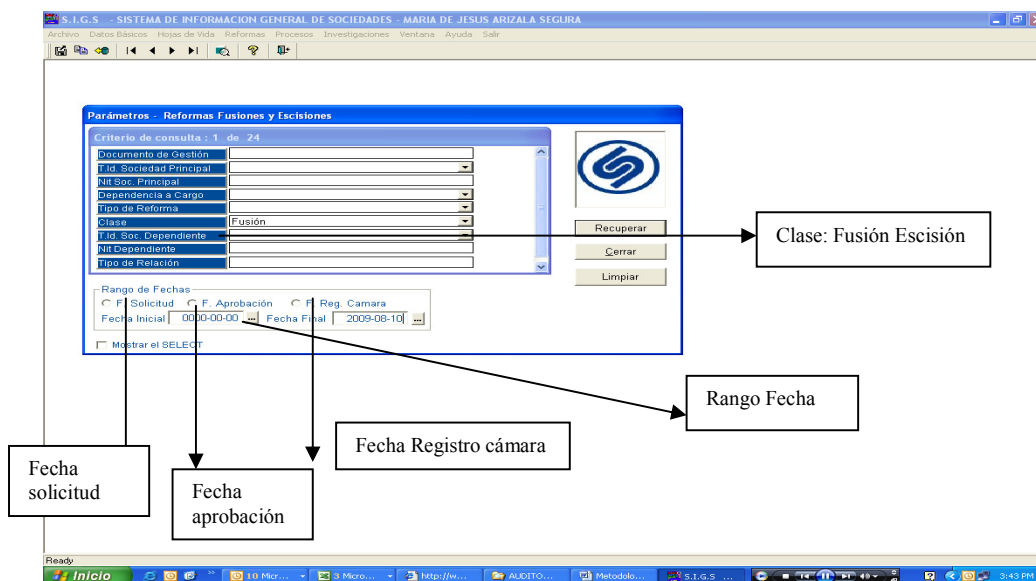 S.I.G.S - SISTEMA DE INFORMACION GENERAL DE SOCIEDADES - MARIA DE JESUS ARIZALA SEGURA
Archivo Datos Básicos Hojas de Vida Reformas Procesos Investigaciones Ventana Ayuda Salir
Parámetros - Reformas Fusiones y Escisiones
Criterio de consulta : 1 de 24
Documento de Gestión
T.Id. Sociedad Principal
Nit Soc. Principal
Dependencia a Cargo
Tipo de Reforma
Clase Fusión
T.Id. Soc. Dependiente
Nit Dependiente
Tipo de Relación
Recuperar
Cerrar
Limpiar
Clase: Fusión Escisión
Rango de Fechas
F. Solicitud F. Aprobación F. Reg. Camara
Fecha Inicial 0000-00-00 ... Fecha Final 2009-08-10 ...
Mostrar el SELECT
Rango Fecha
Fecha Registro cámara
Fecha
solicitud
Fecha
aprobación
Ready
Inicio 10 Micr... 3 Micro... http://w... AUDITO... Metodolo... S.I.G.S ... 3:43 PM